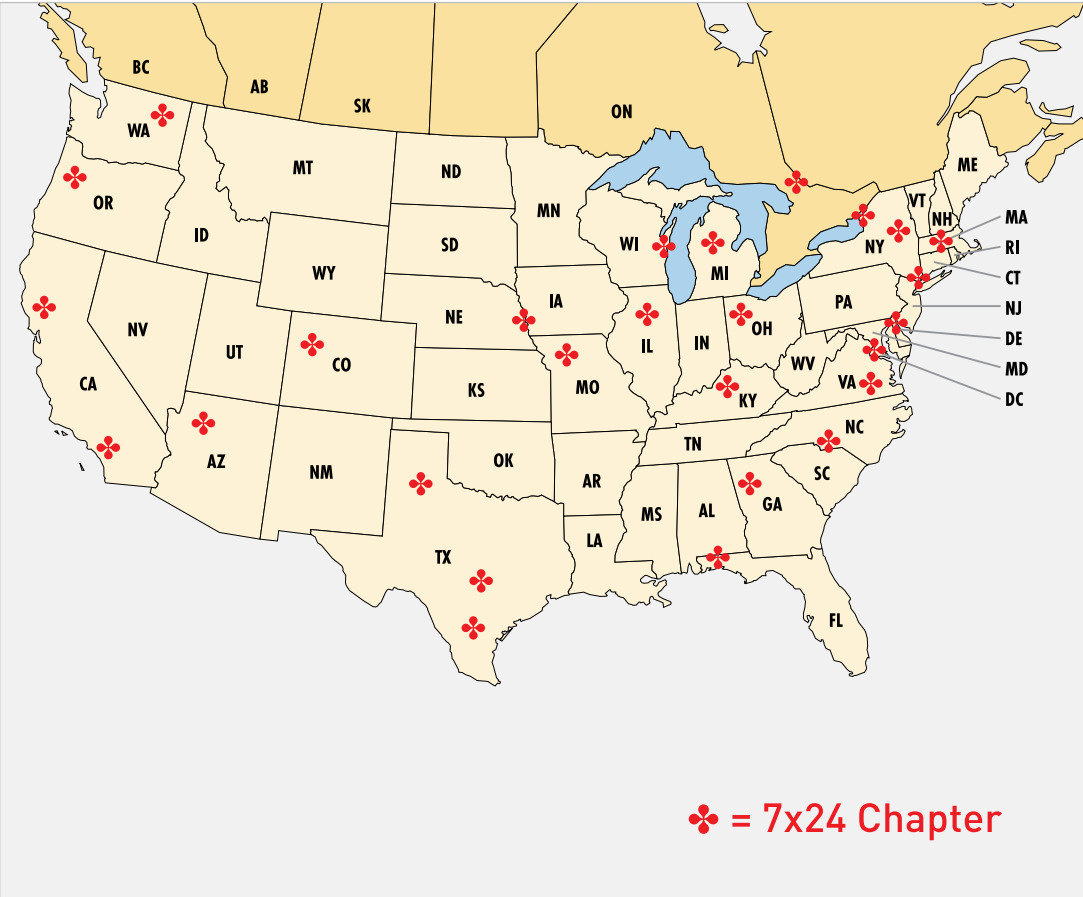 BC
AB
SK
ON
WA
MT
ND
MN
ME
VT
NH
MA
OR
ID
SD
WI
MI
NY
RI
WY
CT
NV
UT
CO
NE
IA
IL
IN
OH
PA
NJ
DE
CA
KS
MO
KY
WV
VA
MD
DC
AZ
NM
OK
AR
TN
NC
SC
TX
LA
MS
AL
GA
FL
= 7x24 Chapter